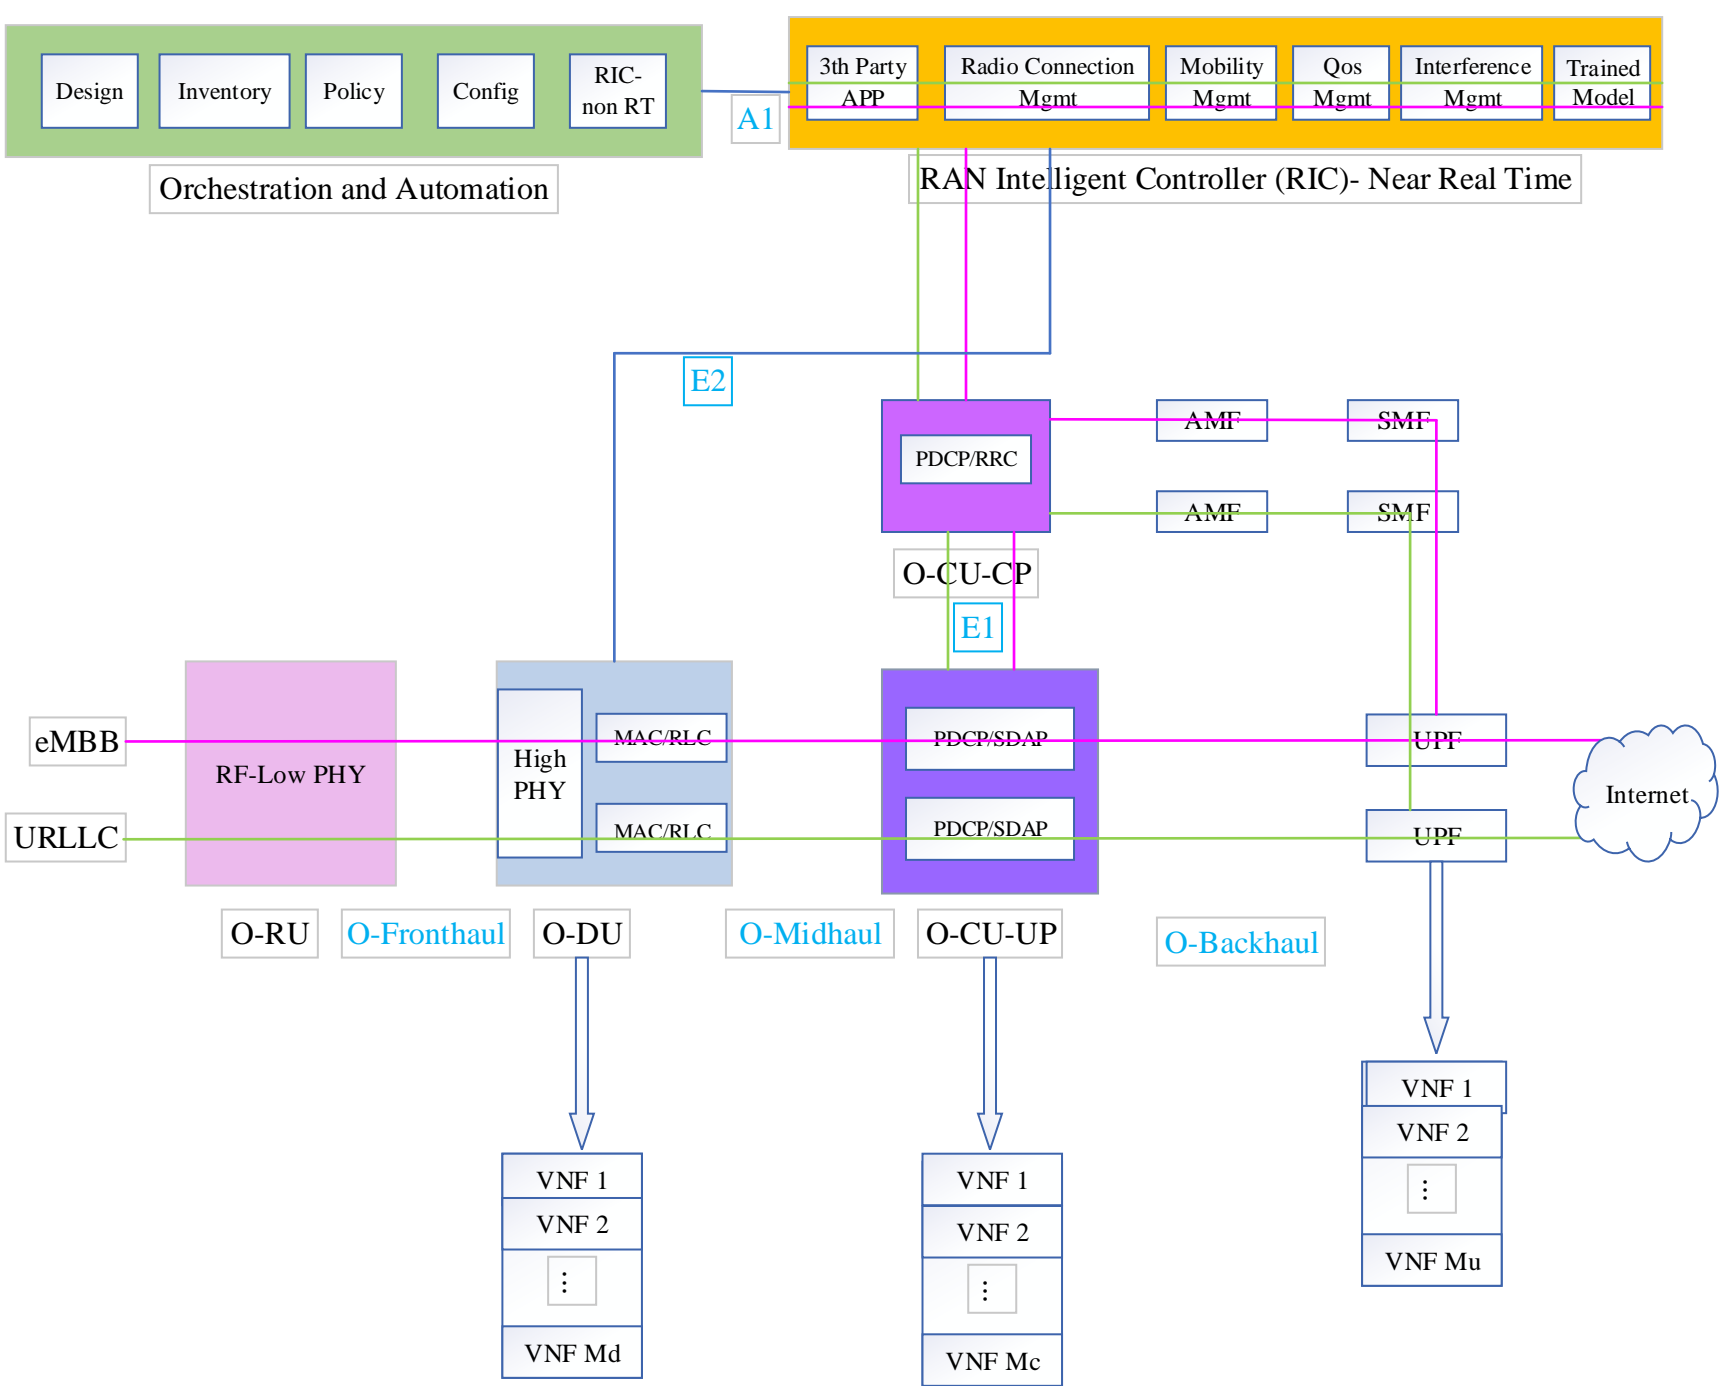 Design
Inventory
Policy
Config
RIC-
non RT
A1
3th Party
APP
Radio Connection
Mgmt
Mobility
Mgmt
Qos
Mgmt
Interference
Mgmt
Trained
Model
Orchestration and Automation
RAN Intelligent Controller (RIC)- Near Real Time
E2
PDCP/RRC
AMF
SMF
AMF
SMF
O-CU-CP
E1
eMBB
URLLC
RF-Low PHY
High
PHY
MAC/RLC
MAC/RLC
PDCP/SDAP
PDCP/SDAP
UPF
UPF
Internet
O-RU
O-Fronthaul
O-DU
O-Midhaul
O-CU-UP
O-Backhaul
VNF 1
VNF 2
⋮
VNF Md
VNF 1
VNF 2
⋮
VNF Mc
VNF 1
VNF 2
⋮
VNF Mu